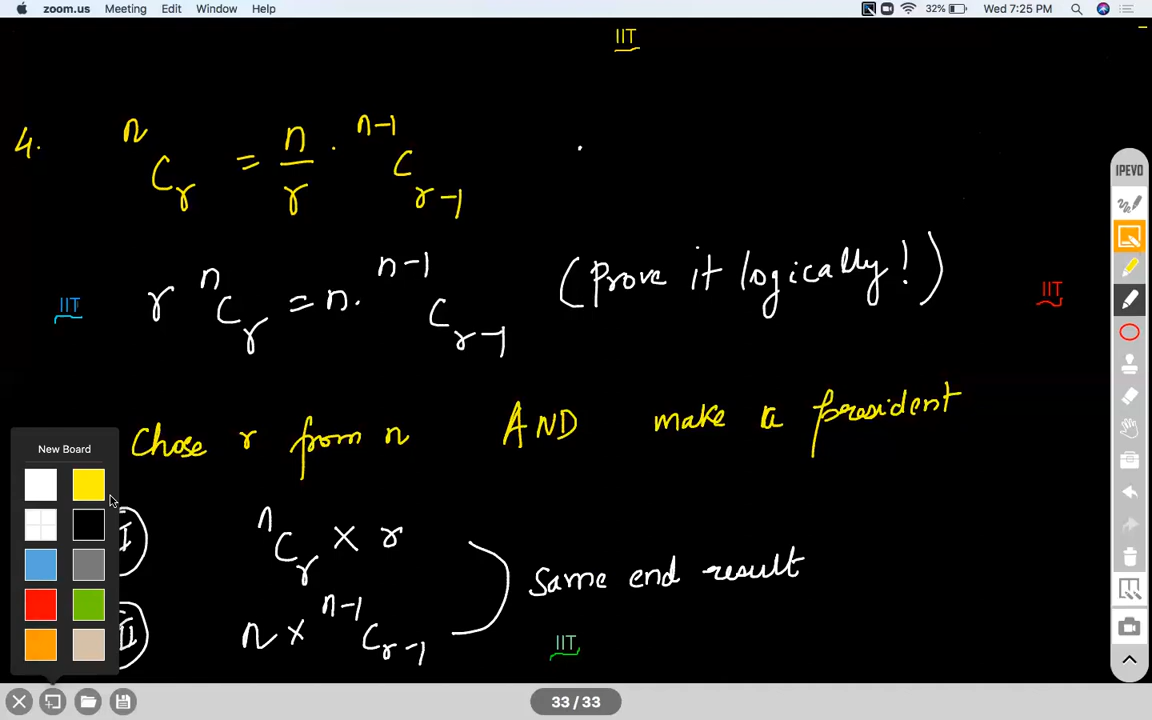 zoom.us Meeting Edit Window Help 32% Wed 7:25 PM
IIT
4. ⁿCᵣ = n/r · ⁿ⁻¹Cᵣ₋₁
IPEVO
r ⁿCᵣ = n · ⁿ⁻¹Cᵣ₋₁ (Prove it logically!)
IIT
IIT
Chose r from n AND make a president
New Board
I ⁿCᵣ × r
Same end result
II n × ⁿ⁻¹Cᵣ₋₁
IIT
33 / 33